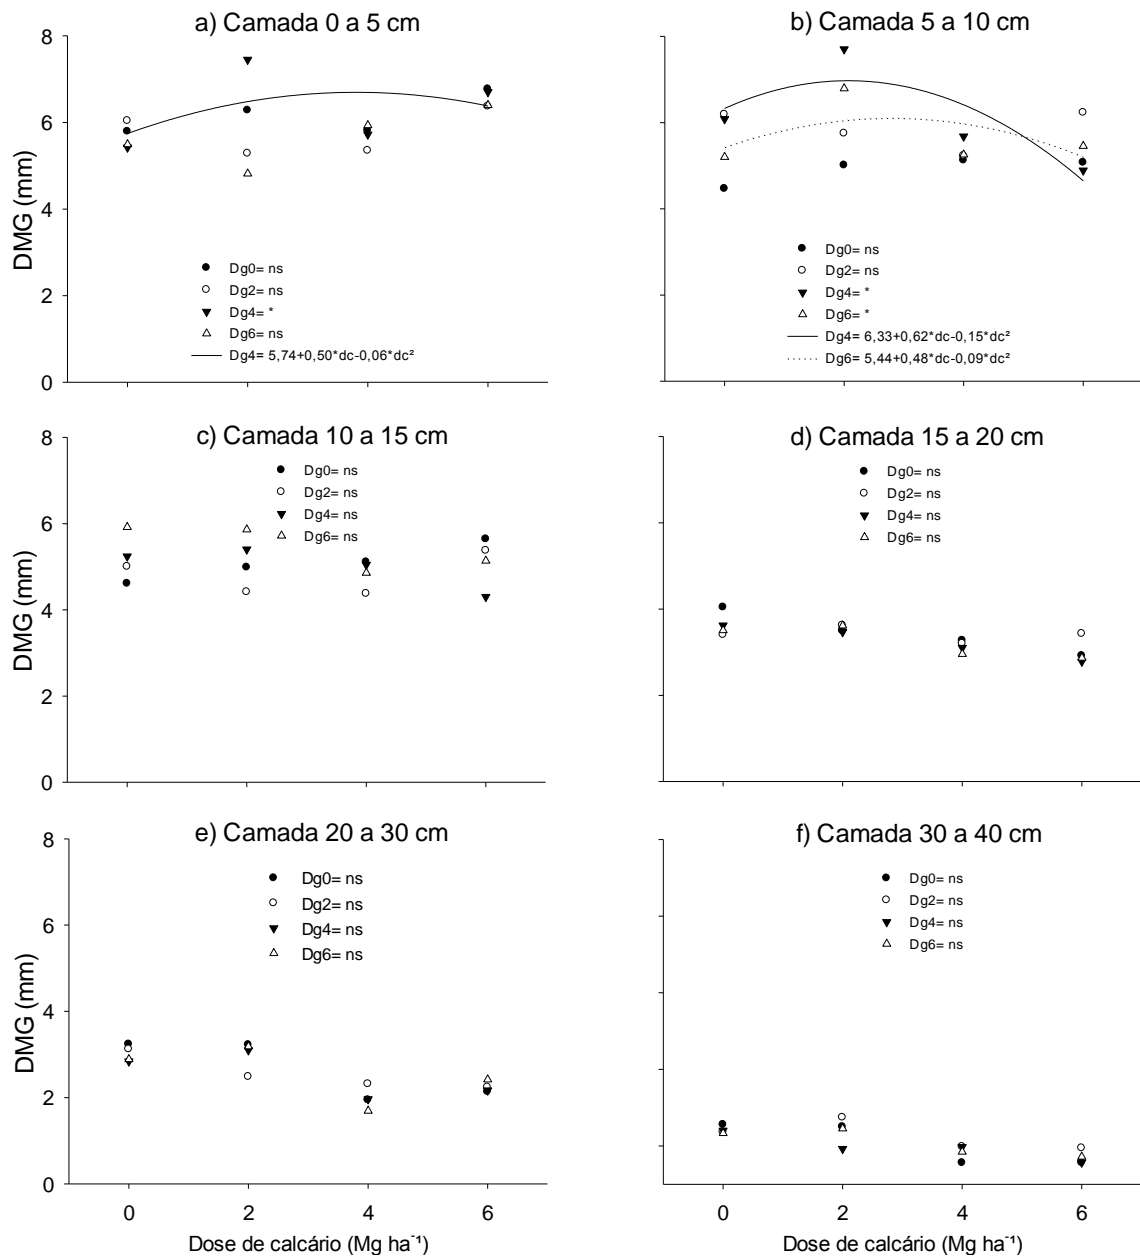 a) Camada 0 a 5 cm
8
6
4
2
0
DMG (mm)
Dg0= ns
Dg2= ns
Dg4= *
Dg6= ns
Dg4= 5,74+0,50*dc-0,06*dc²
b) Camada 5 a 10 cm
Dg0= ns
Dg2= ns
Dg4= *
Dg6= *
Dg4= 6,33+0,62*dc-0,15*dc²
Dg6= 5,44+0,48*dc-0,09*dc²
c) Camada 10 a 15 cm
8
6
4
2
0
DMG (mm)
Dg0= ns
Dg2= ns
Dg4= ns
Dg6= ns
d) Camada 15 a 20 cm
Dg0= ns
Dg2= ns
Dg4= ns
Dg6= ns
e) Camada 20 a 30 cm
8
6
4
2
0
DMG (mm)
Dg0= ns
Dg2= ns
Dg4= ns
Dg6= ns
0 2 4 6
Dose de calcário (Mg ha⁻¹)
f) Camada 30 a 40 cm
Dg0= ns
Dg2= ns
Dg4= ns
Dg6= ns
0 2 4 6
Dose de calcário (Mg ha⁻¹)